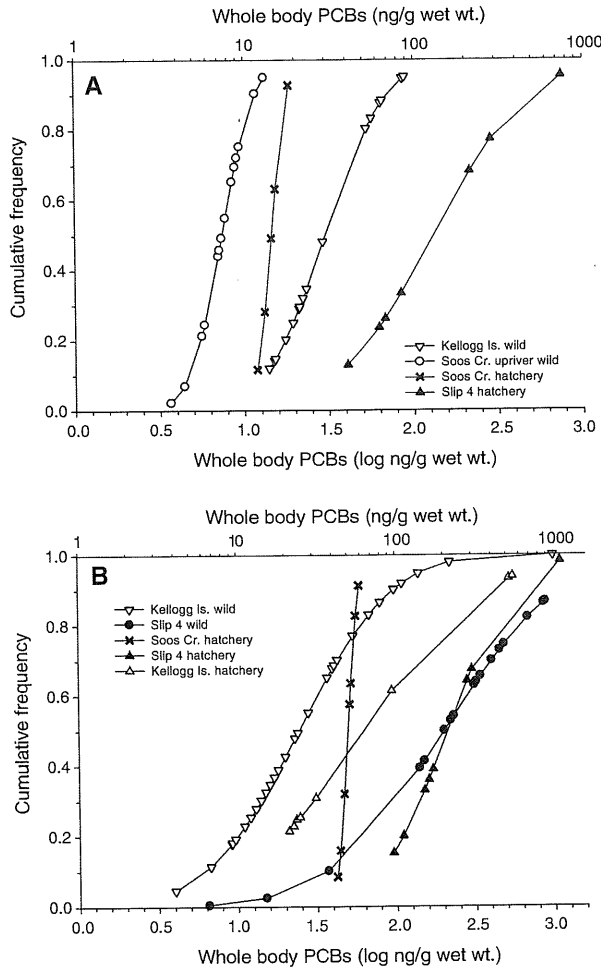 Whole body PCBs (ng/g wet wt.)
1 10 100 1000
A
1.0
0.8
0.6
0.4
0.2
0.0
Cumulative frequency
Kellogg Is. wild
Soos Cr. upriver wild
Soos Cr. hatchery
Slip 4 hatchery
0.0 0.5 1.0 1.5 2.0 2.5 3.0
Whole body PCBs (log ng/g wet wt.)
Whole body PCBs (ng/g wet wt.)
1 10 100 1000
B
1.0
0.8
0.6
0.4
0.2
0.0
Cumulative frequency
Kellogg Is. wild
Slip 4 wild
Soos Cr. hatchery
Slip 4 hatchery
Kellogg Is. hatchery
0.0 0.5 1.0 1.5 2.0 2.5 3.0
Whole body PCBs (log ng/g wet wt.)